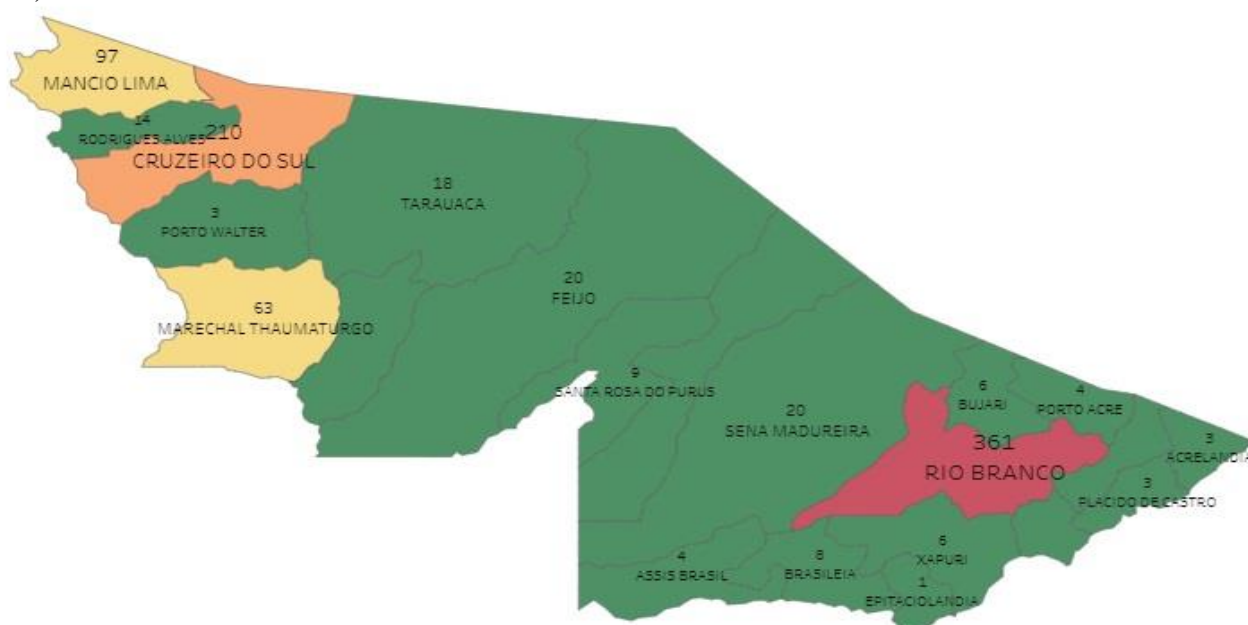 97
MANCIO LIMA
14
RODRIGUES ALVES
210
CRUZEIRO DO SUL
18
TARAUACA
3
PORTO WALTER
20
FEIJO
63
MARECHAL THAUMATURGO
9
SANTA ROSA DO PURUS
20
SENA MADUREIRA
6
BUJARI
4
PORTO ACRE
361
RIO BRANCO
3
ACRELANDIA
3
PLACIDO DE CASTRO
4
ASSIS BRASIL
8
BRASILEIA
6
XAPURI
1
EPITACIOLANDIA